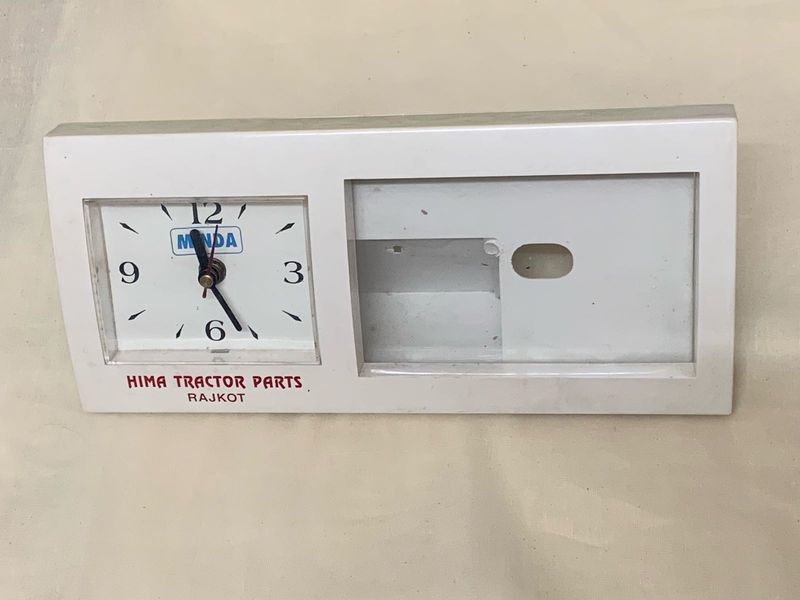 12
MINDA
9 3
6
HIMA TRACTOR PARTS
RAJKOT